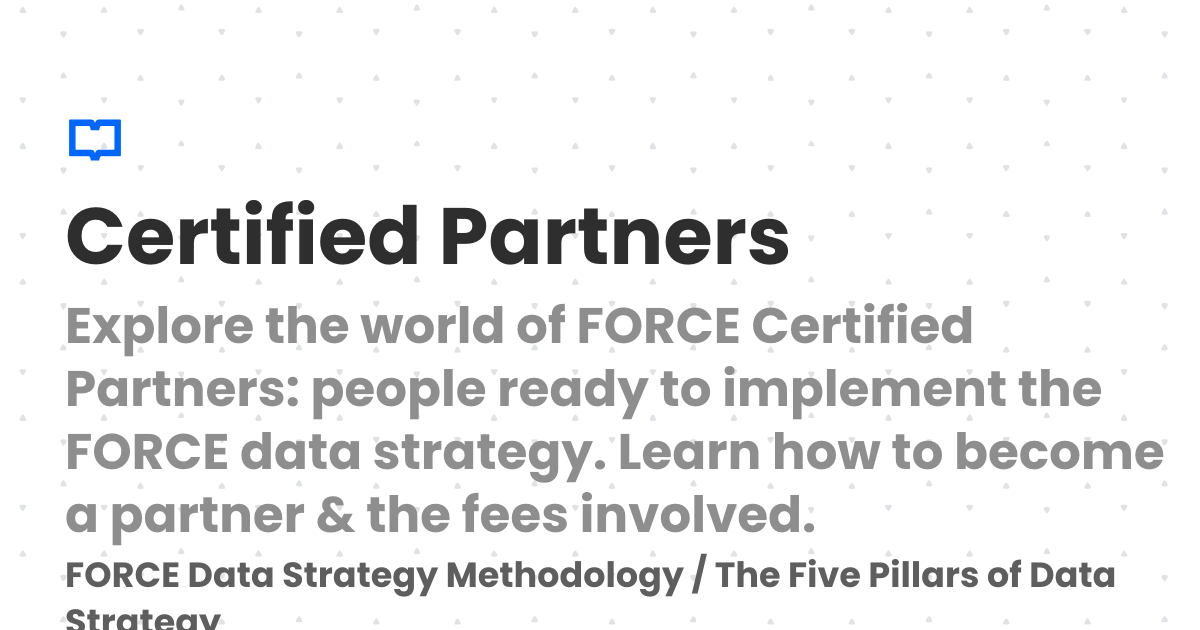 Certified Partners
Explore the world of FORCE Certified
Partners: people ready to implement the
FORCE data strategy. Learn how to become
a partner & the fees involved.
FORCE Data Strategy Methodology / The Five Pillars of Data
Strategy